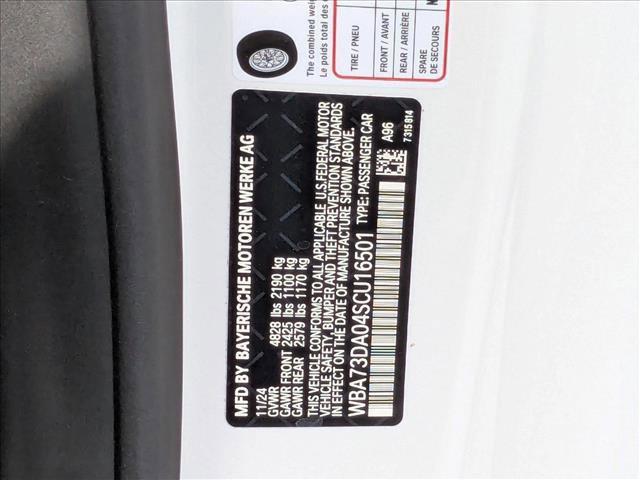 The combined wei
Le poids total des
TIRE / PNEU
FRONT / AVANT
REAR / ARRIÈRE
SPARE
DE SECOURS
MFD BY BAYERISCHE MOTOREN WERKE AG
11/24
GVWR 4828 lbs 2190 kg
GAWR FRONT 2425 lbs 1100 kg
GAWR REAR 2579 lbs 1170 kg
THIS VEHICLE CONFORMS TO ALL APPLICABLE U.S.FEDERAL MOTOR
VEHICLE SAFETY, BUMPER AND THEFT PREVENTION STANDARDS
IN EFFECT ON THE DATE OF MANUFACTURE SHOWN ABOVE.
WBA73DA04SCU16501 TYPE: PASSENGER CAR
A96
7315814